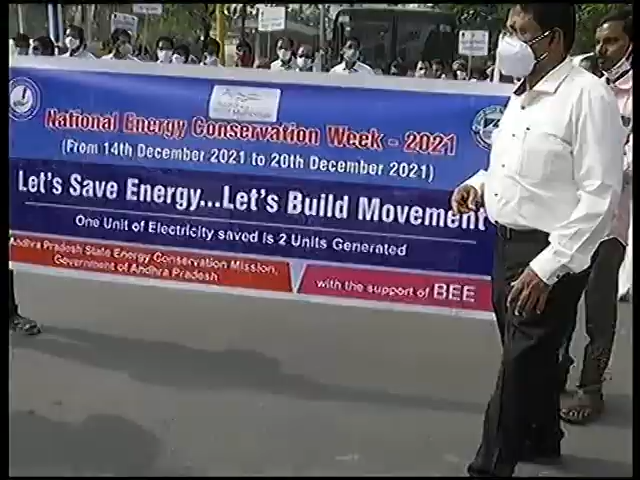 National Energy Conservation Week - 2021
(From 14th December 2021 to 20th December 2021)
Let's Save Energy...Let's Build Movement
One Unit of Electricity saved is 2 Units Generated
Andhra Pradesh State Energy Conservation Mission,
Government of Andhra Pradesh
with the support of BEE